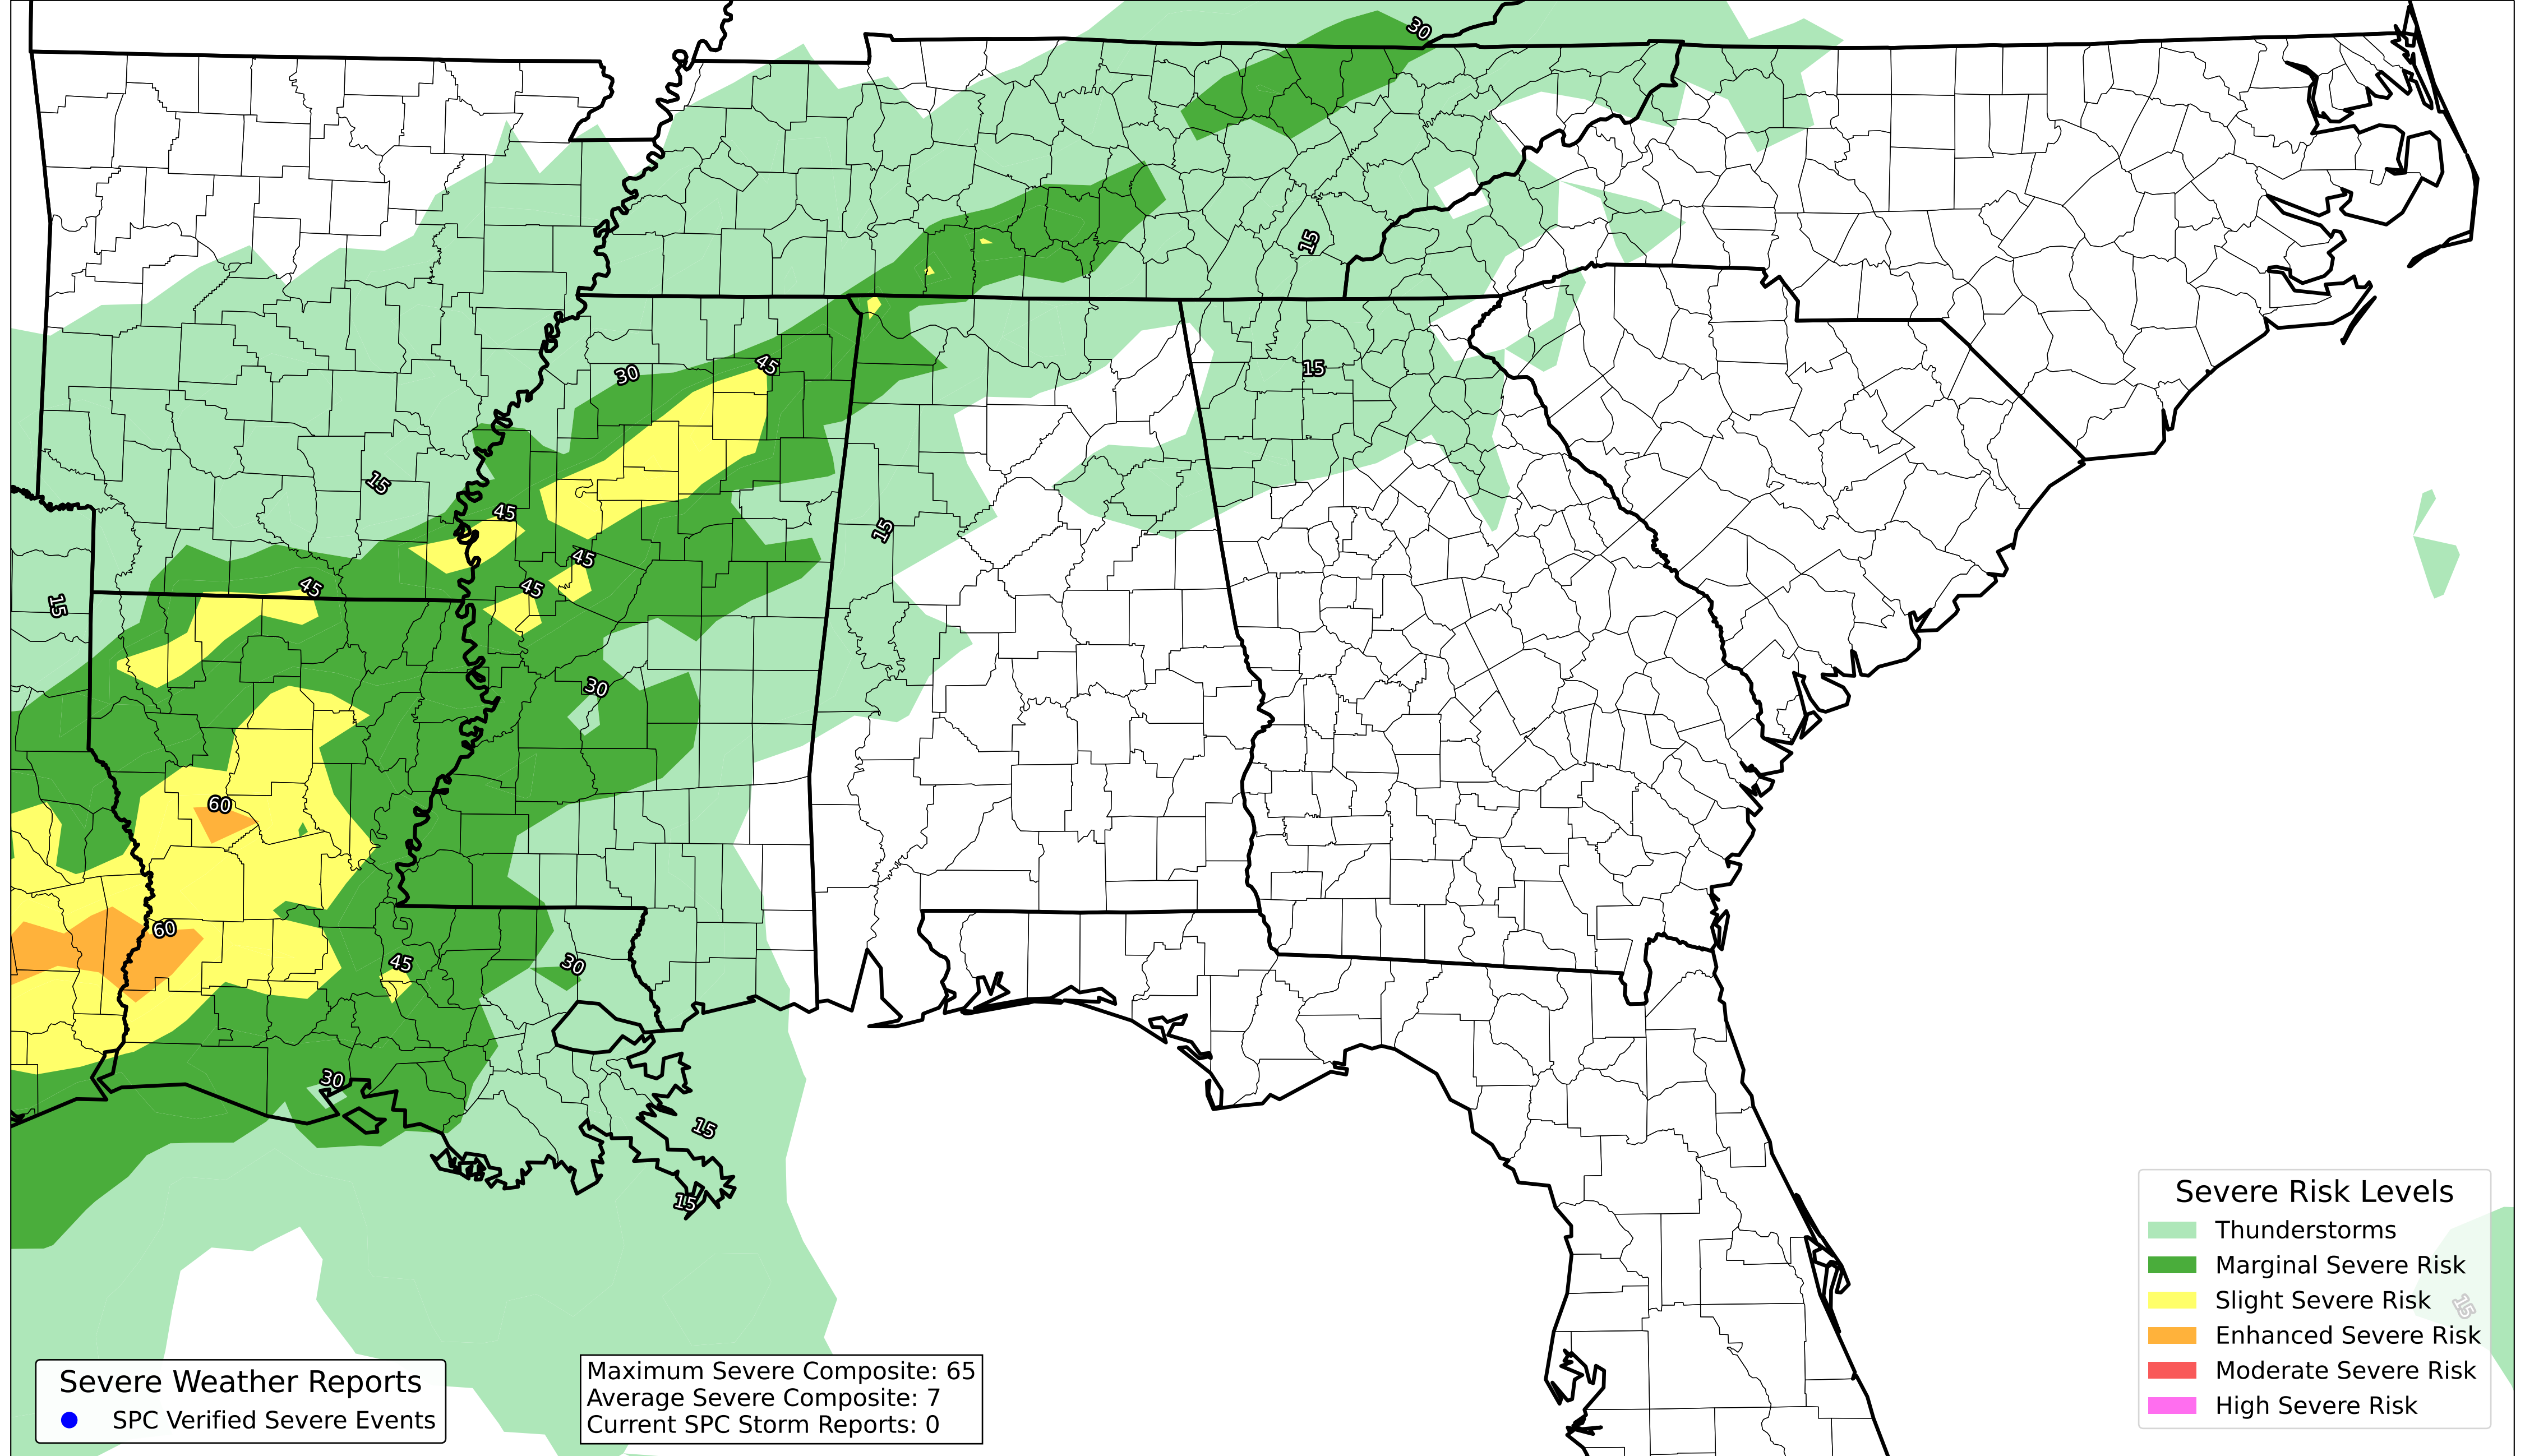 30
15
15
30
45
15
45
15
45
45
45
15
30
60
60
45
30
30
15
15
Severe Risk Levels
Thunderstorms
Marginal Severe Risk
Slight Severe Risk
15
Enhanced Severe Risk
Moderate Severe Risk
High Severe Risk
Severe Weather Reports
SPC Verified Severe Events
Maximum Severe Composite: 65
Average Severe Composite: 7
Current SPC Storm Reports: 0